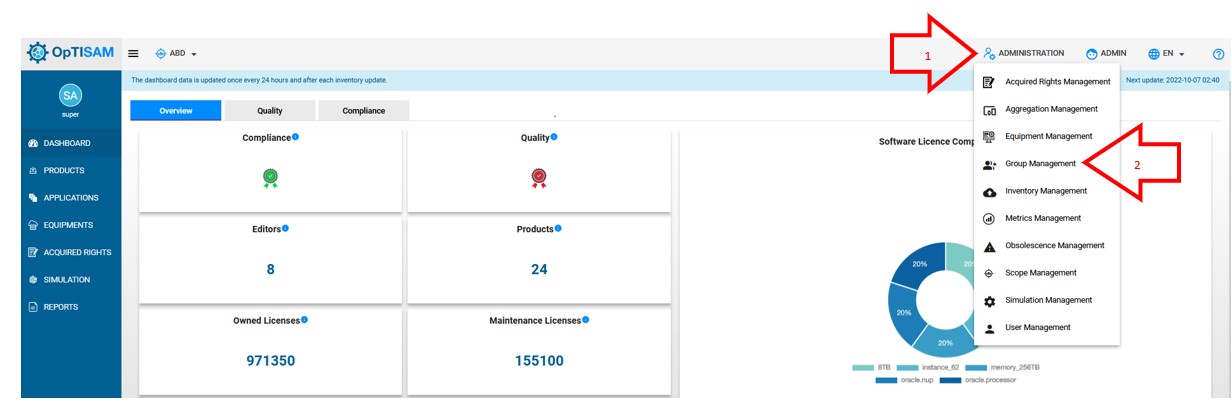 OpTISAM
ABD
1
ADMINISTRATION
ADMIN
EN
?
The dashboard data is updated once every 24 hours and after each inventory update.
Next update: 2022-10-07 02:40
SA
super
DASHBOARD
PRODUCTS
APPLICATIONS
EQUIPMENTS
ACQUIRED RIGHTS
SIMULATION
REPORTS
Overview
Quality
Compliance
Compliance
Quality
Editors
8
Products
24
Owned Licenses
971350
Maintenance Licenses
155100
Software Licence Comp
20%
20
20%
20%
8TB
instance_62
memory_256TB
oracle.nup
oracle.processor
Acquired Rights Management
Aggregation Management
Equipment Management
Group Management
2
Inventory Management
Metrics Management
Obsolescence Management
Scope Management
Simulation Management
User Management